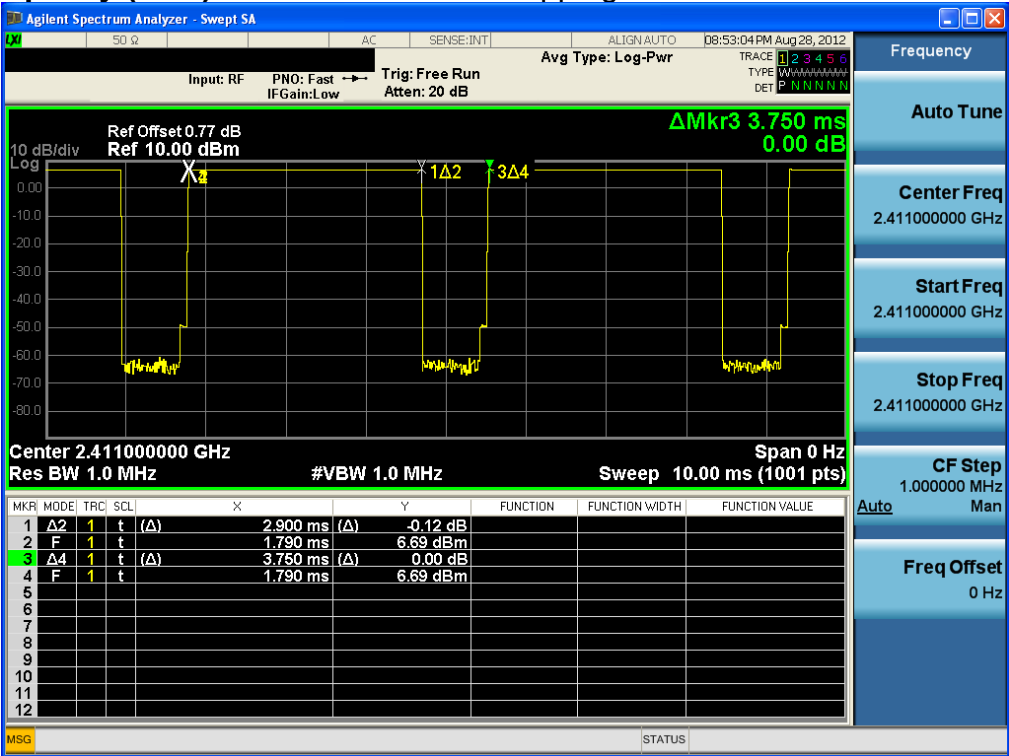 Agilent Spectrum Analyzer - Swept SA
LXI 50 Ω AC SENSE:INT ALIGN AUTO 08:53:04 PM Aug 28, 2012
Input: RF PNO: Fast Trig: Free Run Avg Type: Log-Pwr TRACE 1 2 3 4 5 6
IFGain:Low Atten: 20 dB TYPE
DET P N N N N N
Ref Offset 0.77 dB ΔMkr3 3.750 ms
10 dB/div Ref 10.00 dBm 0.00 dB
Log
1Δ2 3Δ4
0.00
-10.0
-20.0
-30.0
-40.0
-50.0
-60.0
-70.0
-80.0
Center 2.411000000 GHz Span 0 Hz
Res BW 1.0 MHz #VBW 1.0 MHz Sweep 10.00 ms (1001 pts)
MKR MODE TRC SCL X Y FUNCTION FUNCTION WIDTH FUNCTION VALUE
1 Δ2 1 t (Δ) 2.900 ms (Δ) -0.12 dB
2 F 1 t 1.790 ms 6.69 dBm
3 Δ4 1 t (Δ) 3.750 ms (Δ) 0.00 dB
4 F 1 t 1.790 ms 6.69 dBm
5
6
7
8
9
10
11
12
MSG STATUS
Frequency
Auto Tune
Center Freq
2.411000000 GHz
Start Freq
2.411000000 GHz
Stop Freq
2.411000000 GHz
CF Step
1.000000 MHz
Auto Man
Freq Offset
0 Hz